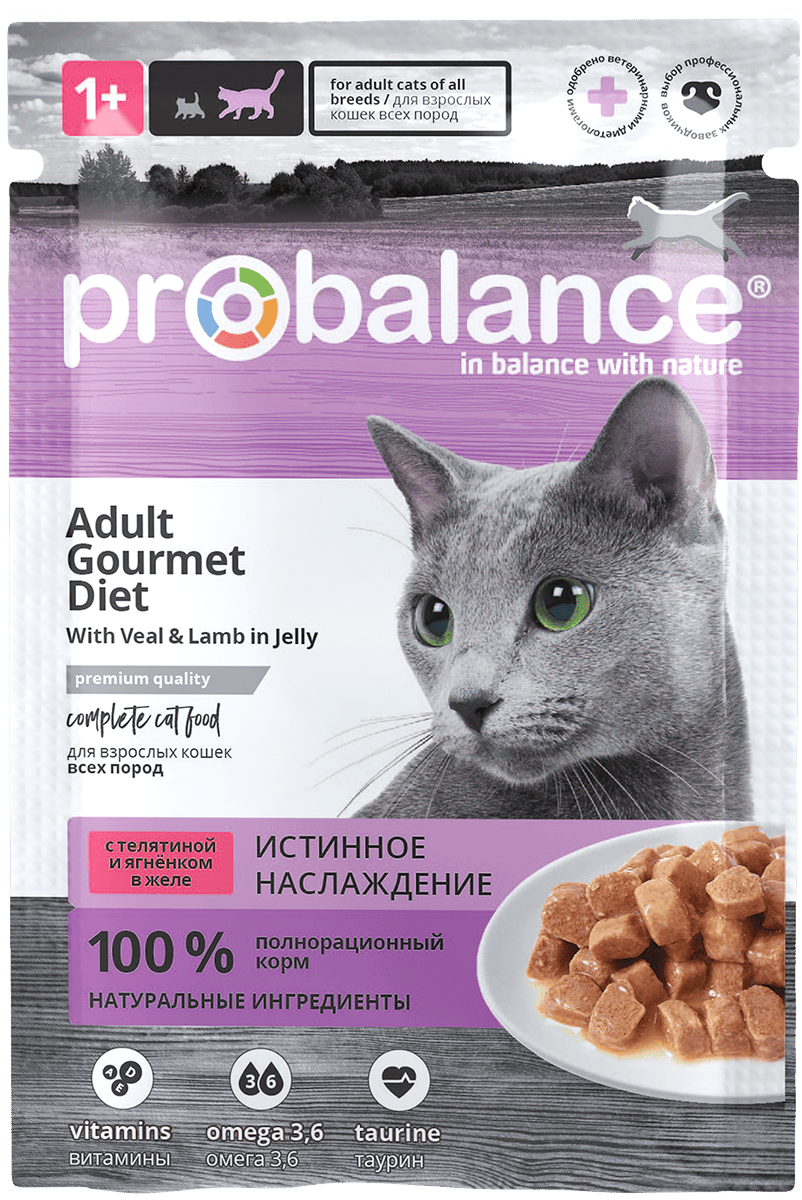 1+
for adult cats of all
breeds / для взрослых
кошек всех пород
одобрено ветеринарными диетологами
выбор профессиональных заводчиков
probalance®
in balance with nature
Adult
Gourmet
Diet
With Veal & Lamb in Jelly
premium quality
complete cat food
для взрослых кошек
всех пород
с телятиной
и ягнёнком
в желе
ИСТИННОЕ
НАСЛАЖДЕНИЕ
100 %
полнорационный
корм
НАТУРАЛЬНЫЕ ИНГРЕДИЕНТЫ
A D E
3 6
vitamins
витамины
omega 3,6
омега 3,6
taurine
таурин